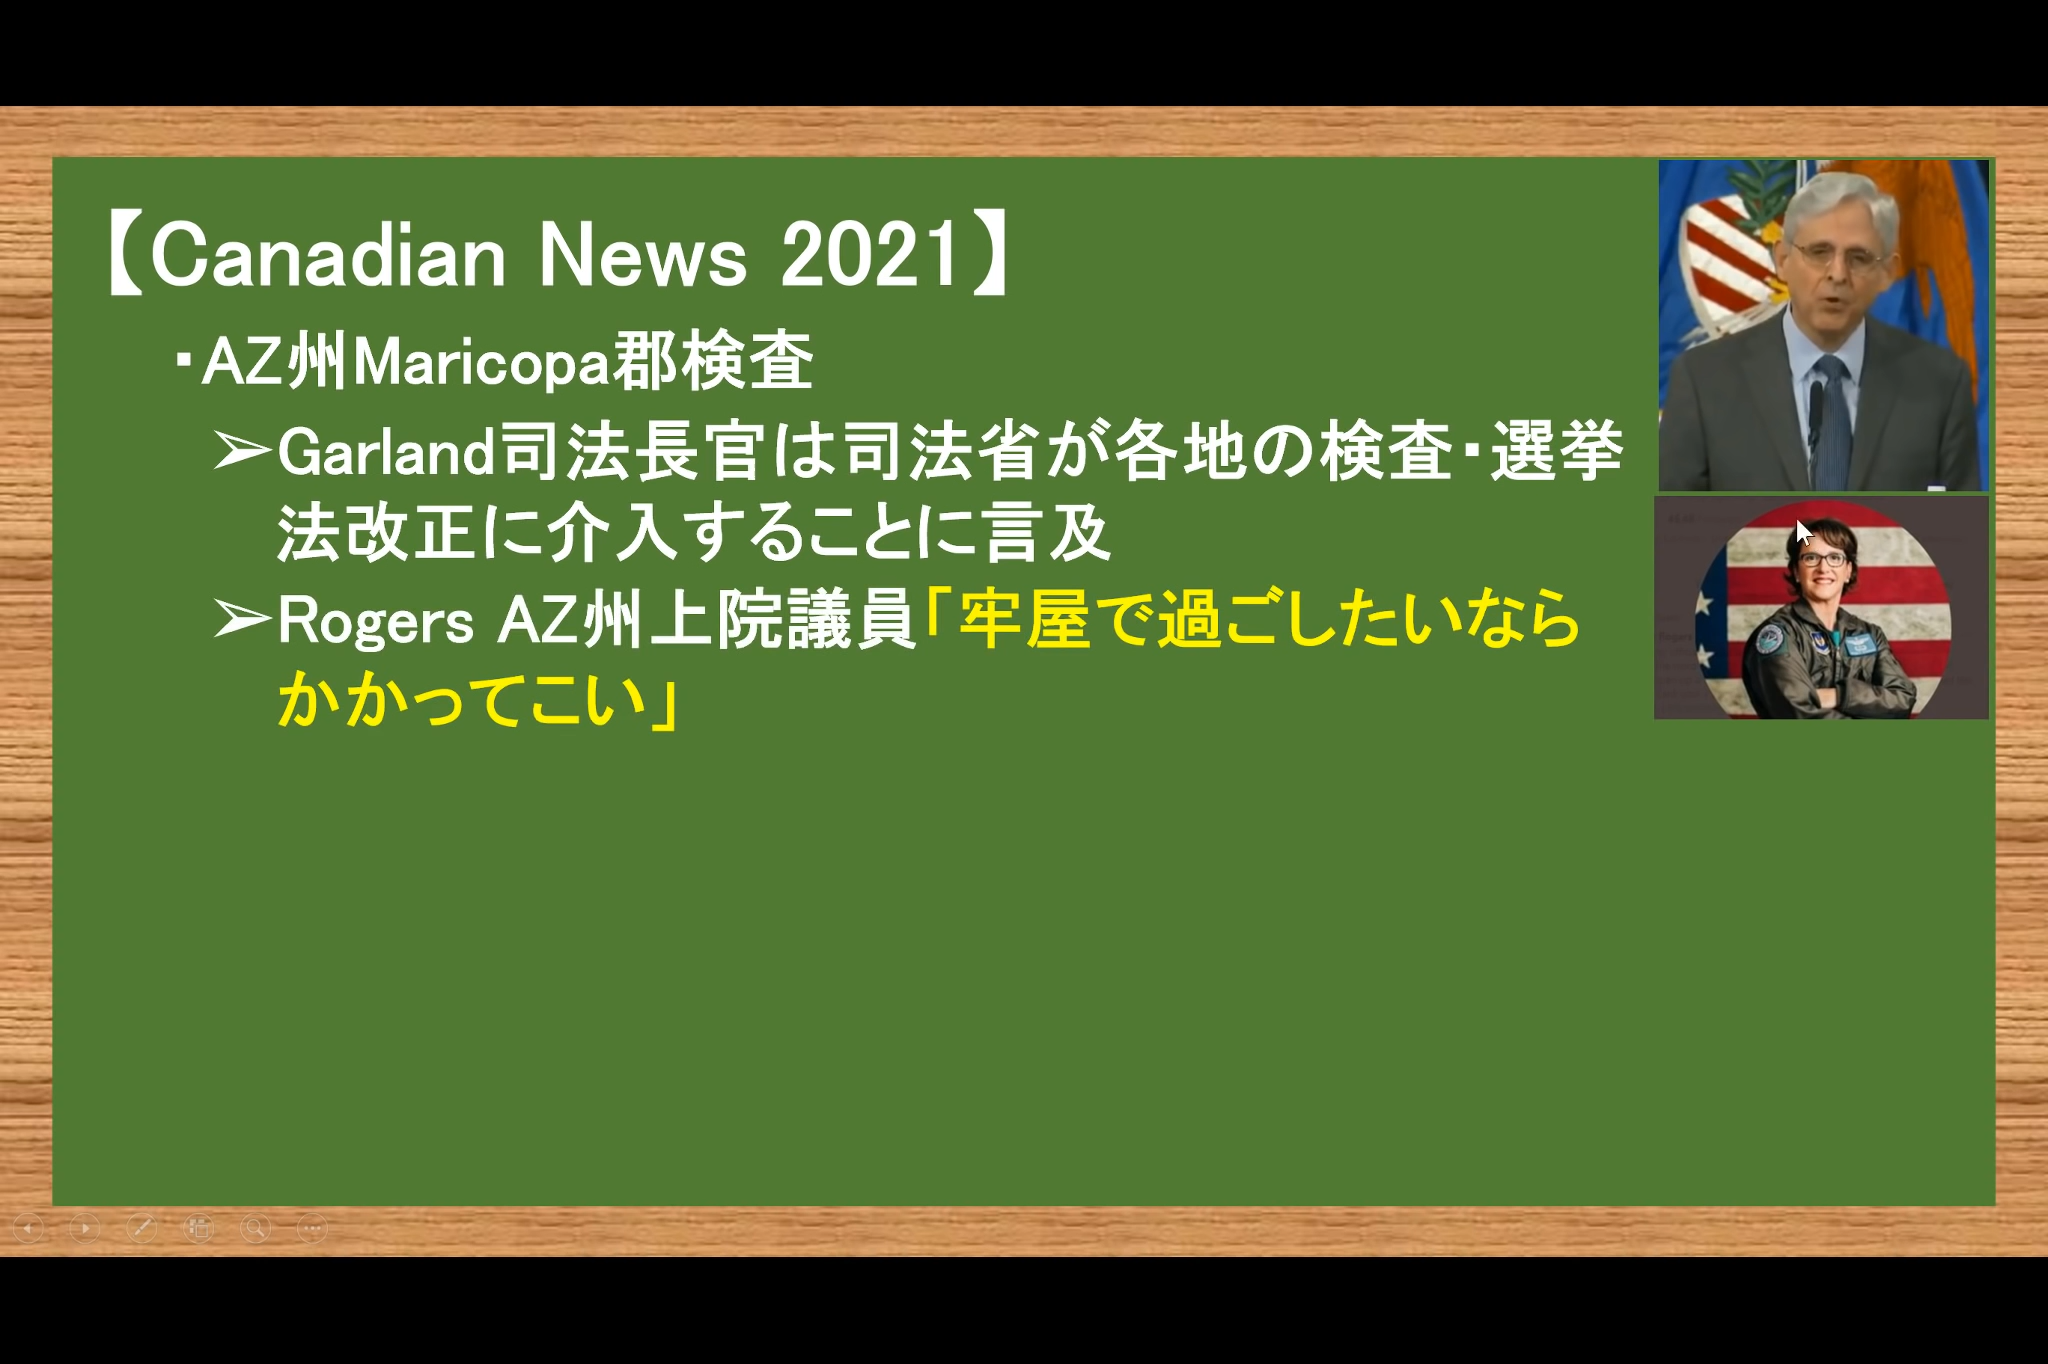 【Canadian News 2021】
・AZ州Maricopa郡検査
➢Garland司法長官は司法省が各地の検査・選挙
法改正に介入することに言及
➢Rogers AZ州上院議員「牢屋で過ごしたいなら
かかってこい」